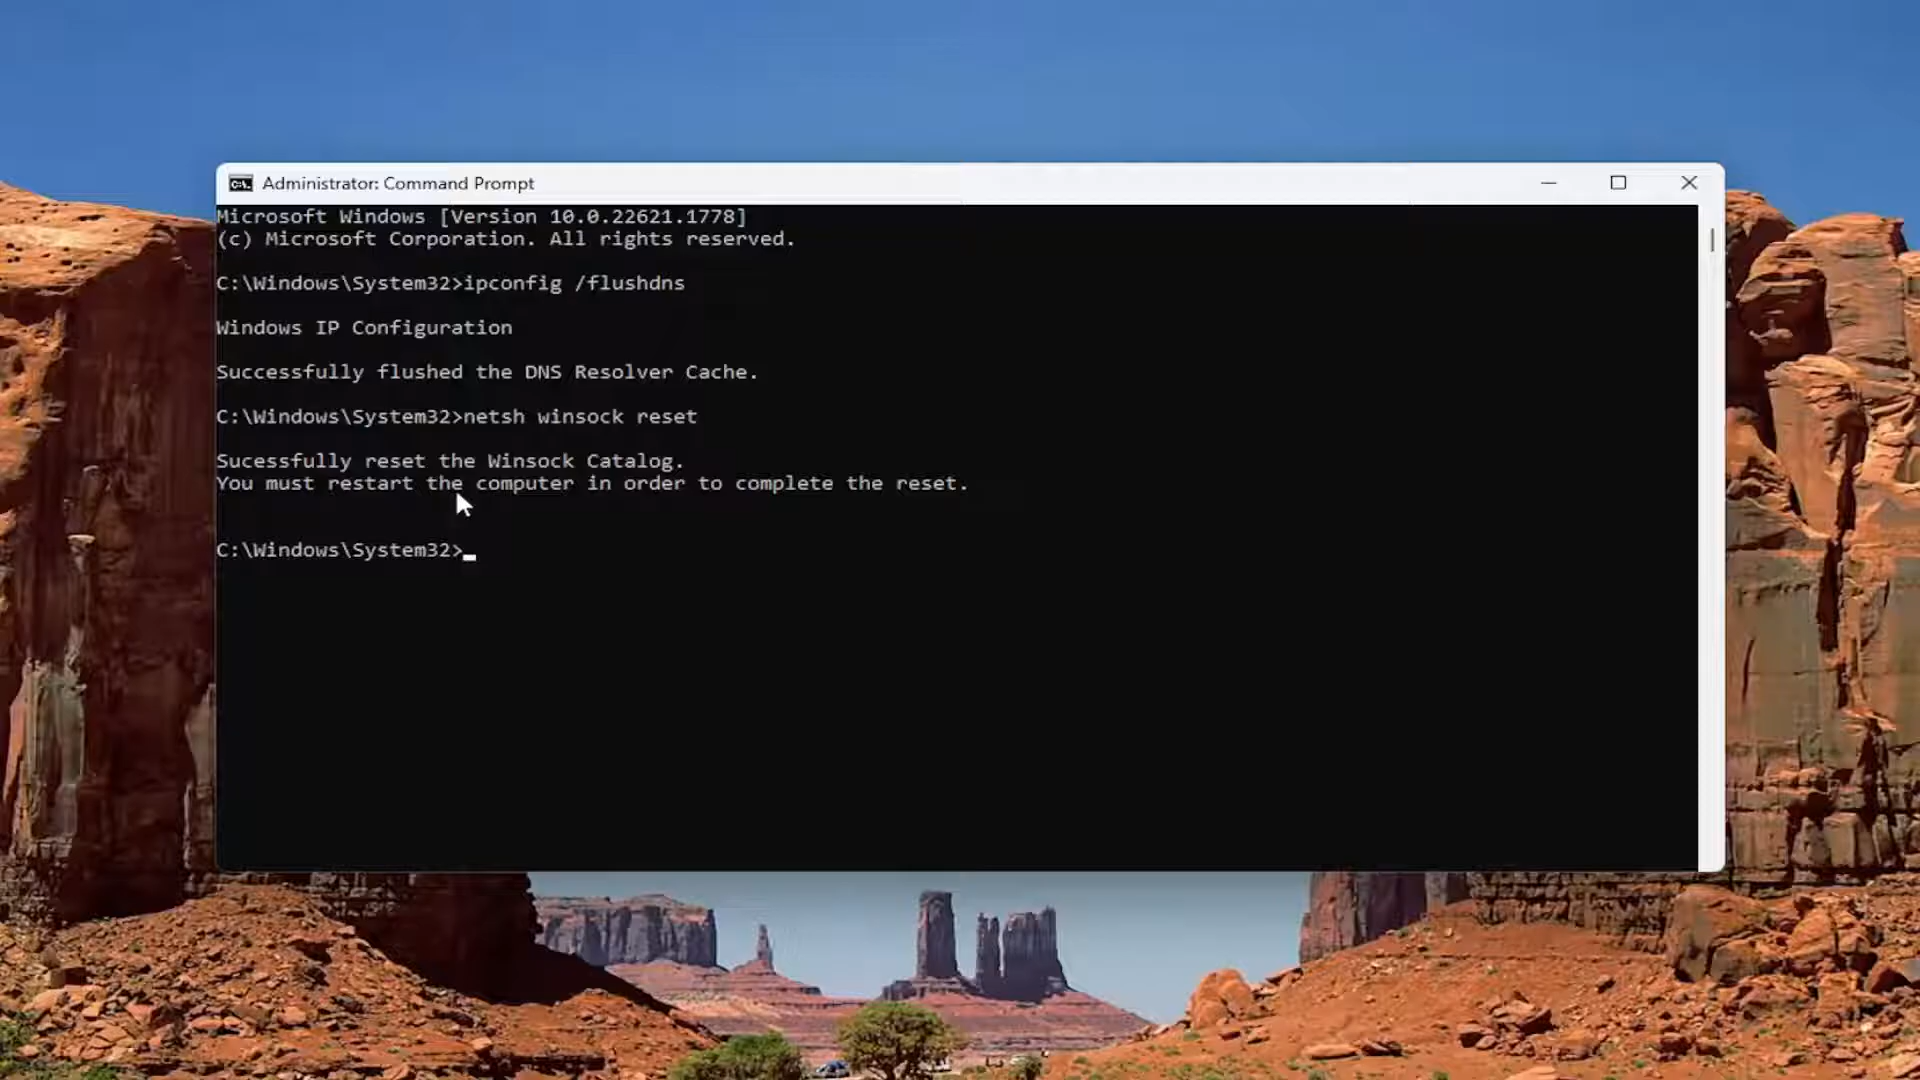 Administrator: Command Prompt
Microsoft Windows [Version 10.0.22621.1778]
(c) Microsoft Corporation. All rights reserved.
C:\Windows\System32>ipconfig /flushdns
Windows IP Configuration
Successfully flushed the DNS Resolver Cache.
C:\Windows\System32>netsh winsock reset
Sucessfully reset the Winsock Catalog.
You must restart the computer in order to complete the reset.
C:\Windows\System32>